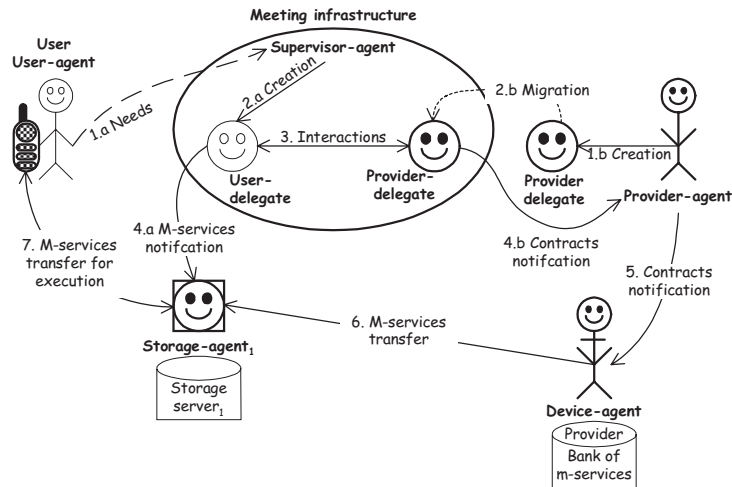 Meeting infrastructure
User
User-agent
Supervisor-agent
1.a Needs
2.a Creation
2.b Migration
3. Interactions
1.b Creation
User-
delegate
Provider-
delegate
Provider
delegate
Provider-agent
4.a M-services
notifcation
4.b Contracts
notifcation
7. M-services
transfer for
execution
5. Contracts
notification
6. M-services
transfer
Storage-agent1
Storage
server1
Device-agent
Provider
Bank of
m-services